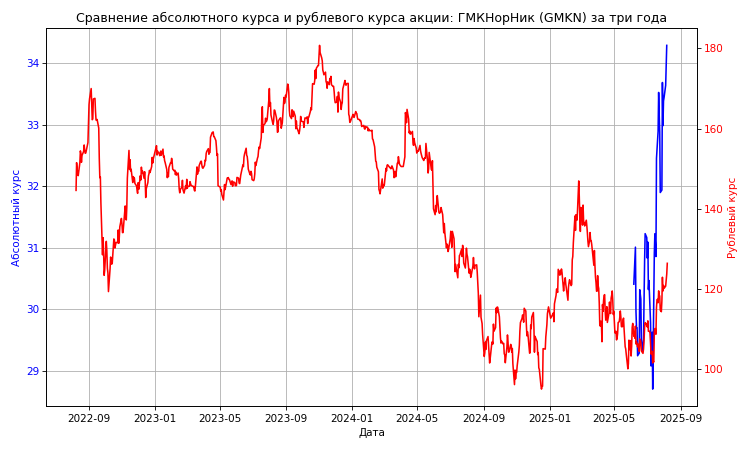 Сравнение абсолютного курса и рублевого курса акции: ГМКНорНик (GMKN) за три года
Абсолютный курс
34
33
32
31
30
29
180
160
140
120
100
Рублевый курс
2022-09 2023-01 2023-05 2023-09 2024-01 2024-05 2024-09 2025-01 2025-05 2025-09
Дата